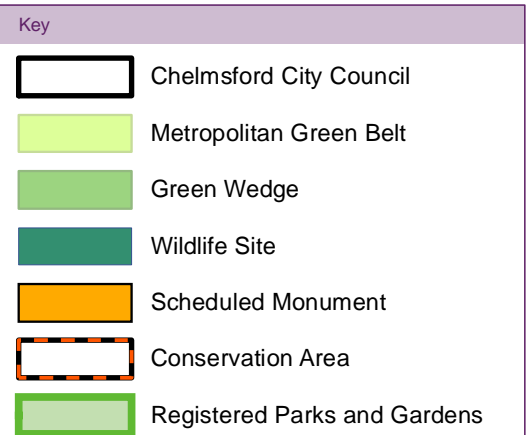 Key
Chelmsford City Council
Metropolitan Green Belt
Green Wedge
Wildlife Site
Scheduled Monument
Conservation Area
Registered Parks and Gardens